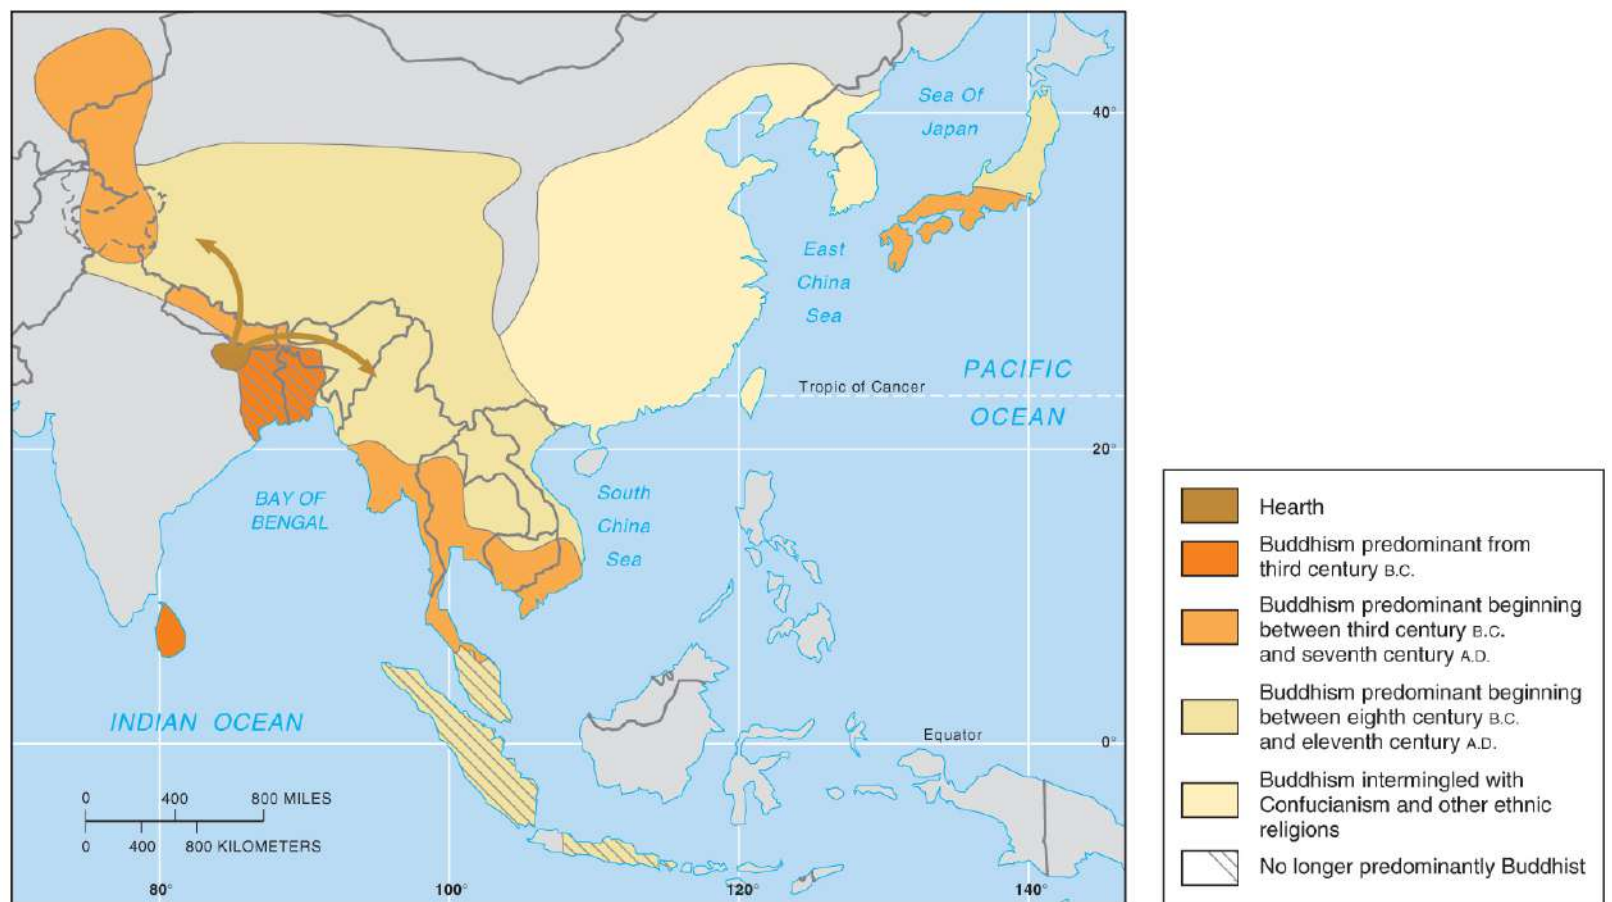 Sea Of
Japan
40°
East
China
Sea
PACIFIC
Tropic of Cancer
OCEAN
20°
BAY OF
BENGAL
South
China
Sea
INDIAN OCEAN
Equator
0°
0 400 800 MILES
0 400 800 KILOMETERS
80° 100° 120° 140°
Hearth
Buddhism predominant from
third century B.C.
Buddhism predominant beginning
between third century B.C.
and seventh century A.D.
Buddhism predominant beginning
between eighth century B.C.
and eleventh century A.D.
Buddhism intermingled with
Confucianism and other ethnic
religions
No longer predominantly Buddhist